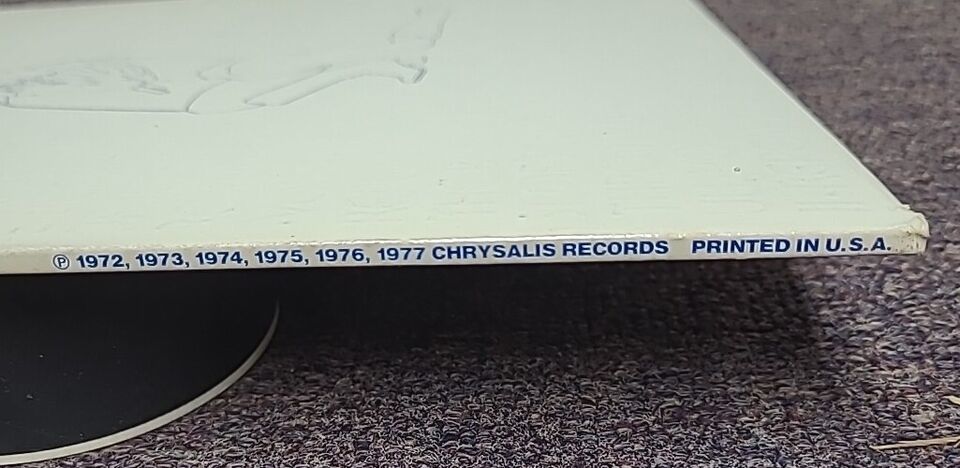 ℗ 1972, 1973, 1974, 1975, 1976, 1977 CHRYSALIS RECORDS PRINTED IN U.S.A.